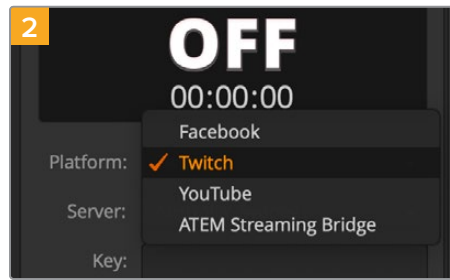 2
OFF
00:00:00
Facebook
Platform: ✓ Twitch
YouTube
Server:
ATEM Streaming Bridge
Key: